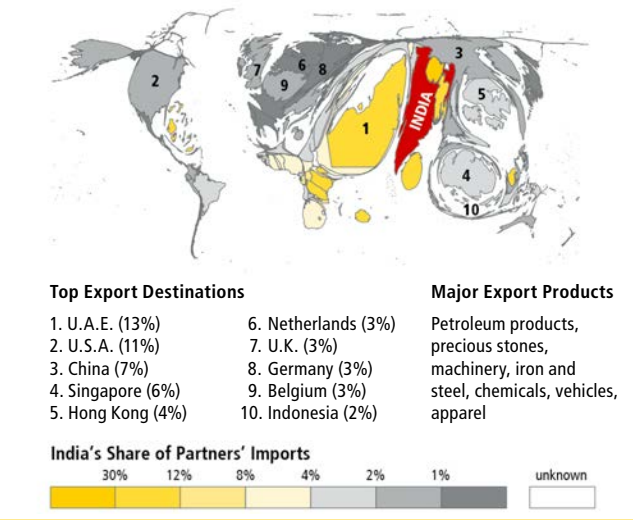 7
6
8
9
2
3
5
1
INDIA
4
10
Top Export Destinations
1. U.A.E. (13%)
2. U.S.A. (11%)
3. China (7%)
4. Singapore (6%)
5. Hong Kong (4%)
6. Netherlands (3%)
7. U.K. (3%)
8. Germany (3%)
9. Belgium (3%)
10. Indonesia (2%)
Major Export Products
Petroleum products,
precious stones,
machinery, iron and
steel, chemicals, vehicles,
apparel
India's Share of Partners' Imports
30% 12% 8% 4% 2% 1% unknown